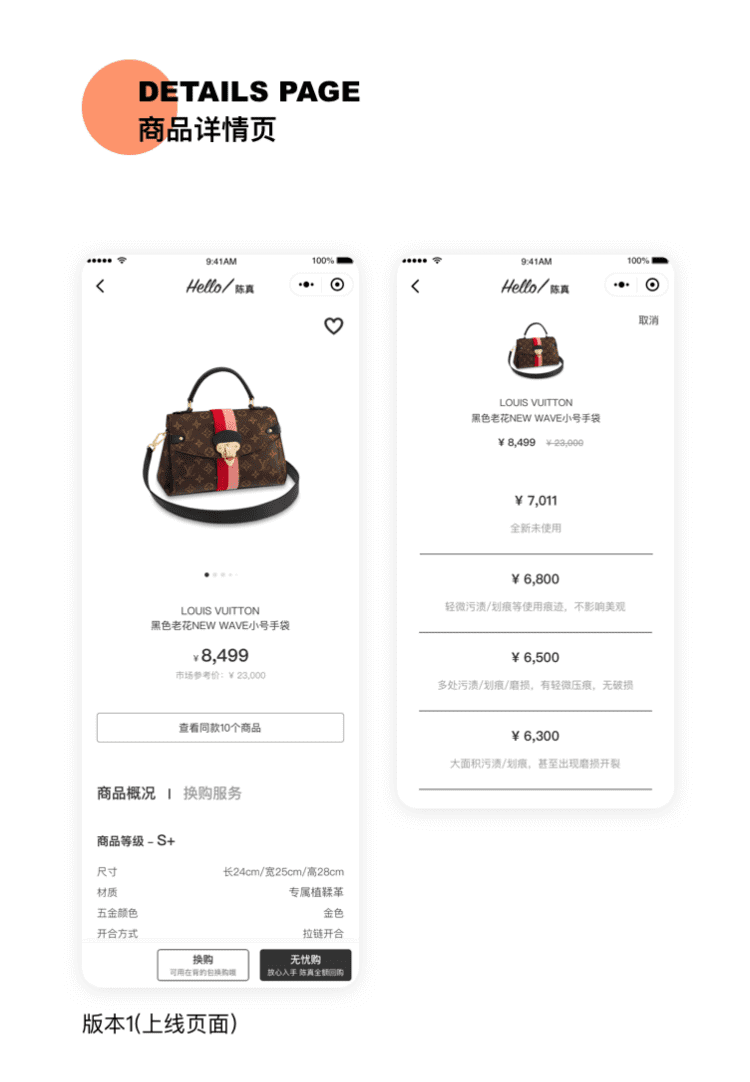 DETAILS PAGE
商品详情页
9:41AM 100%
Hello/ 陈真
LOUIS VUITTON
黑色老花NEW WAVE小号手袋
¥8,499
市场参考价：¥ 23,000
查看同款10个商品
商品概况 | 换购服务
商品等级 – S+
尺寸 长24cm/宽25cm/高28cm
材质 专属植鞣革
五金颜色 金色
开合方式 拉链开合
换购 无忧购
可用在背的包换购哦 放心入手 陈真全额回购
9:41AM 100%
Hello/ 陈真
取消
LOUIS VUITTON
黑色老花NEW WAVE小号手袋
¥ 8,499 ¥ 23,000
¥ 7,011
全新未使用
¥ 6,800
轻微污渍/划痕等使用痕迹，不影响美观
¥ 6,500
多处污渍/划痕/磨损，有轻微压痕，无破损
¥ 6,300
大面积污渍/划痕，甚至出现磨损开裂
版本1(上线页面)